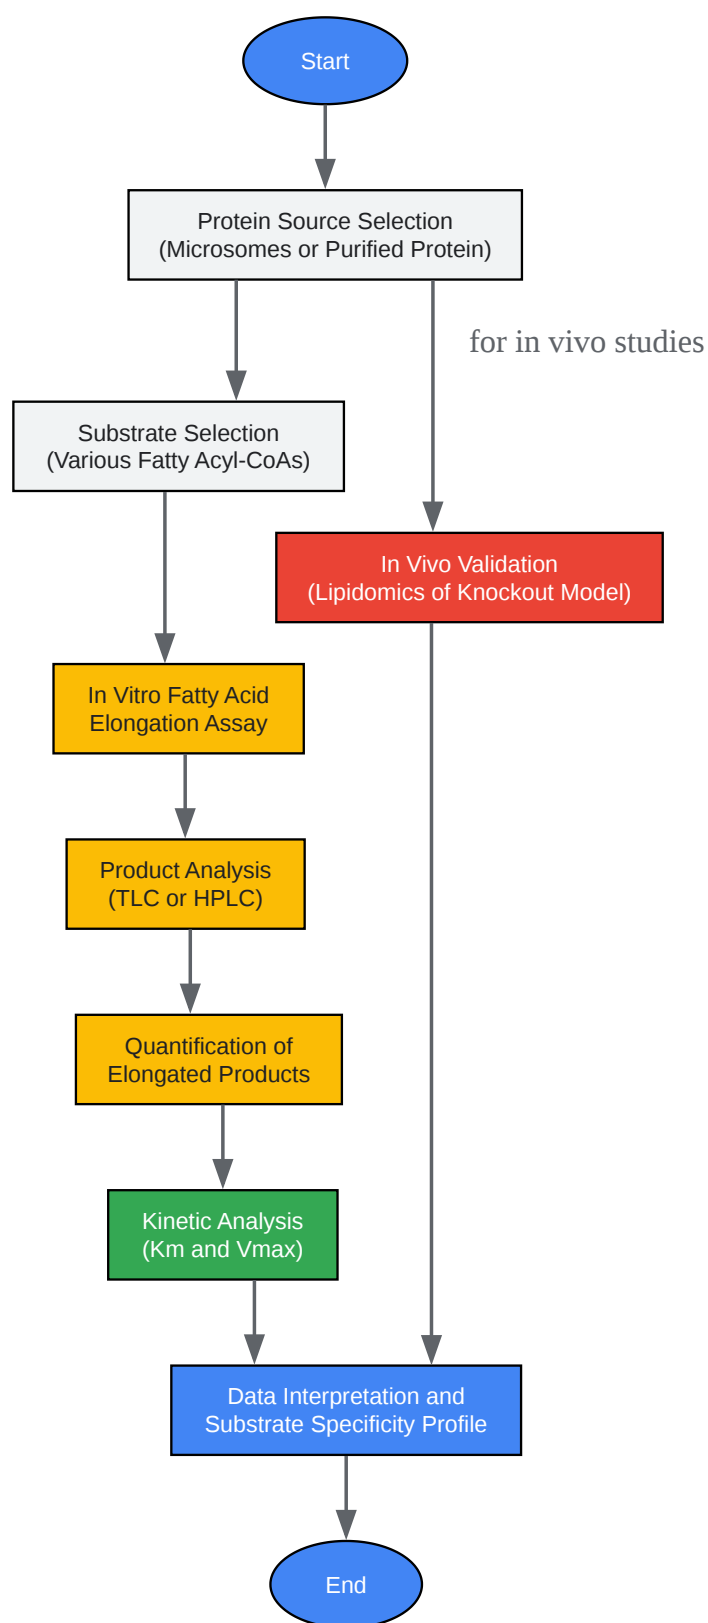 Start
Protein Source Selection
(Microsomes or Purified Protein)
for in vivo studies
Substrate Selection
(Various Fatty Acyl-CoAs)
In Vivo Validation
(Lipidomics of Knockout Model)
In Vitro Fatty Acid
Elongation Assay
Product Analysis
(TLC or HPLC)
Quantification of
Elongated Products
Kinetic Analysis
(Km and Vmax)
Data Interpretation and
Substrate Specificity Profile
End